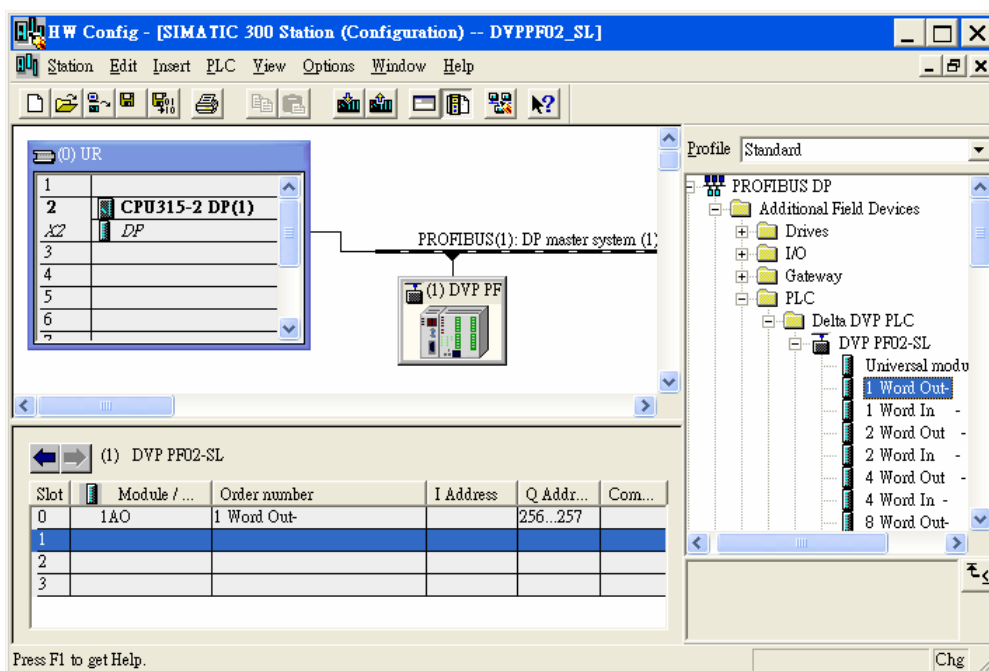 HW Config - [SIMATIC 300 Station (Configuration) -- DVPPF02_SL]
Station Edit Insert PLC View Options Window Help
(0) UR
1
2 CPU315-2 DP(1)
X2 DP
3
4
5
6
PROFIBUS(1): DP master system (1)
(1) DVP PF
Profile Standard
PROFIBUS DP
Additional Field Devices
Drives
I/O
Gateway
PLC
Delta DVP PLC
DVP PF02-SL
Universal modu
1 Word Out-
1 Word In -
2 Word Out -
2 Word In -
4 Word Out -
4 Word In -
8 Word Out-
(1) DVP PF02-SL
Slot Module / ... Order number I Address Q Addr... Com...
0 1AO 1 Word Out- 256...257
1
2
3
Press F1 to get Help.
Chg